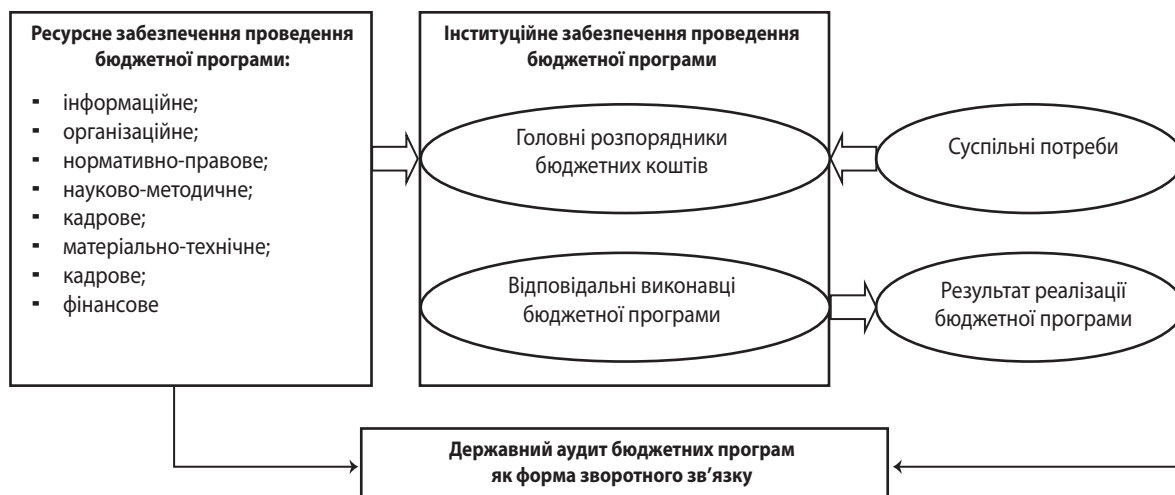 Ресурсне забезпечення проведення
бюджетної програми:
▪ інформаційне;
▪ організаційне;
▪ нормативно-правове;
▪ науково-методичне;
▪ кадрове;
▪ матеріально-технічне;
▪ кадрове;
▪ фінансове
Інституційне забезпечення проведення
бюджетної програми
Головні розпорядники
бюджетних коштів
Суспільні потреби
Відповідальні виконавці
бюджетної програми
Результат реалізації
бюджетної програми
Державний аудит бюджетних програм
як форма зворотного зв’язку